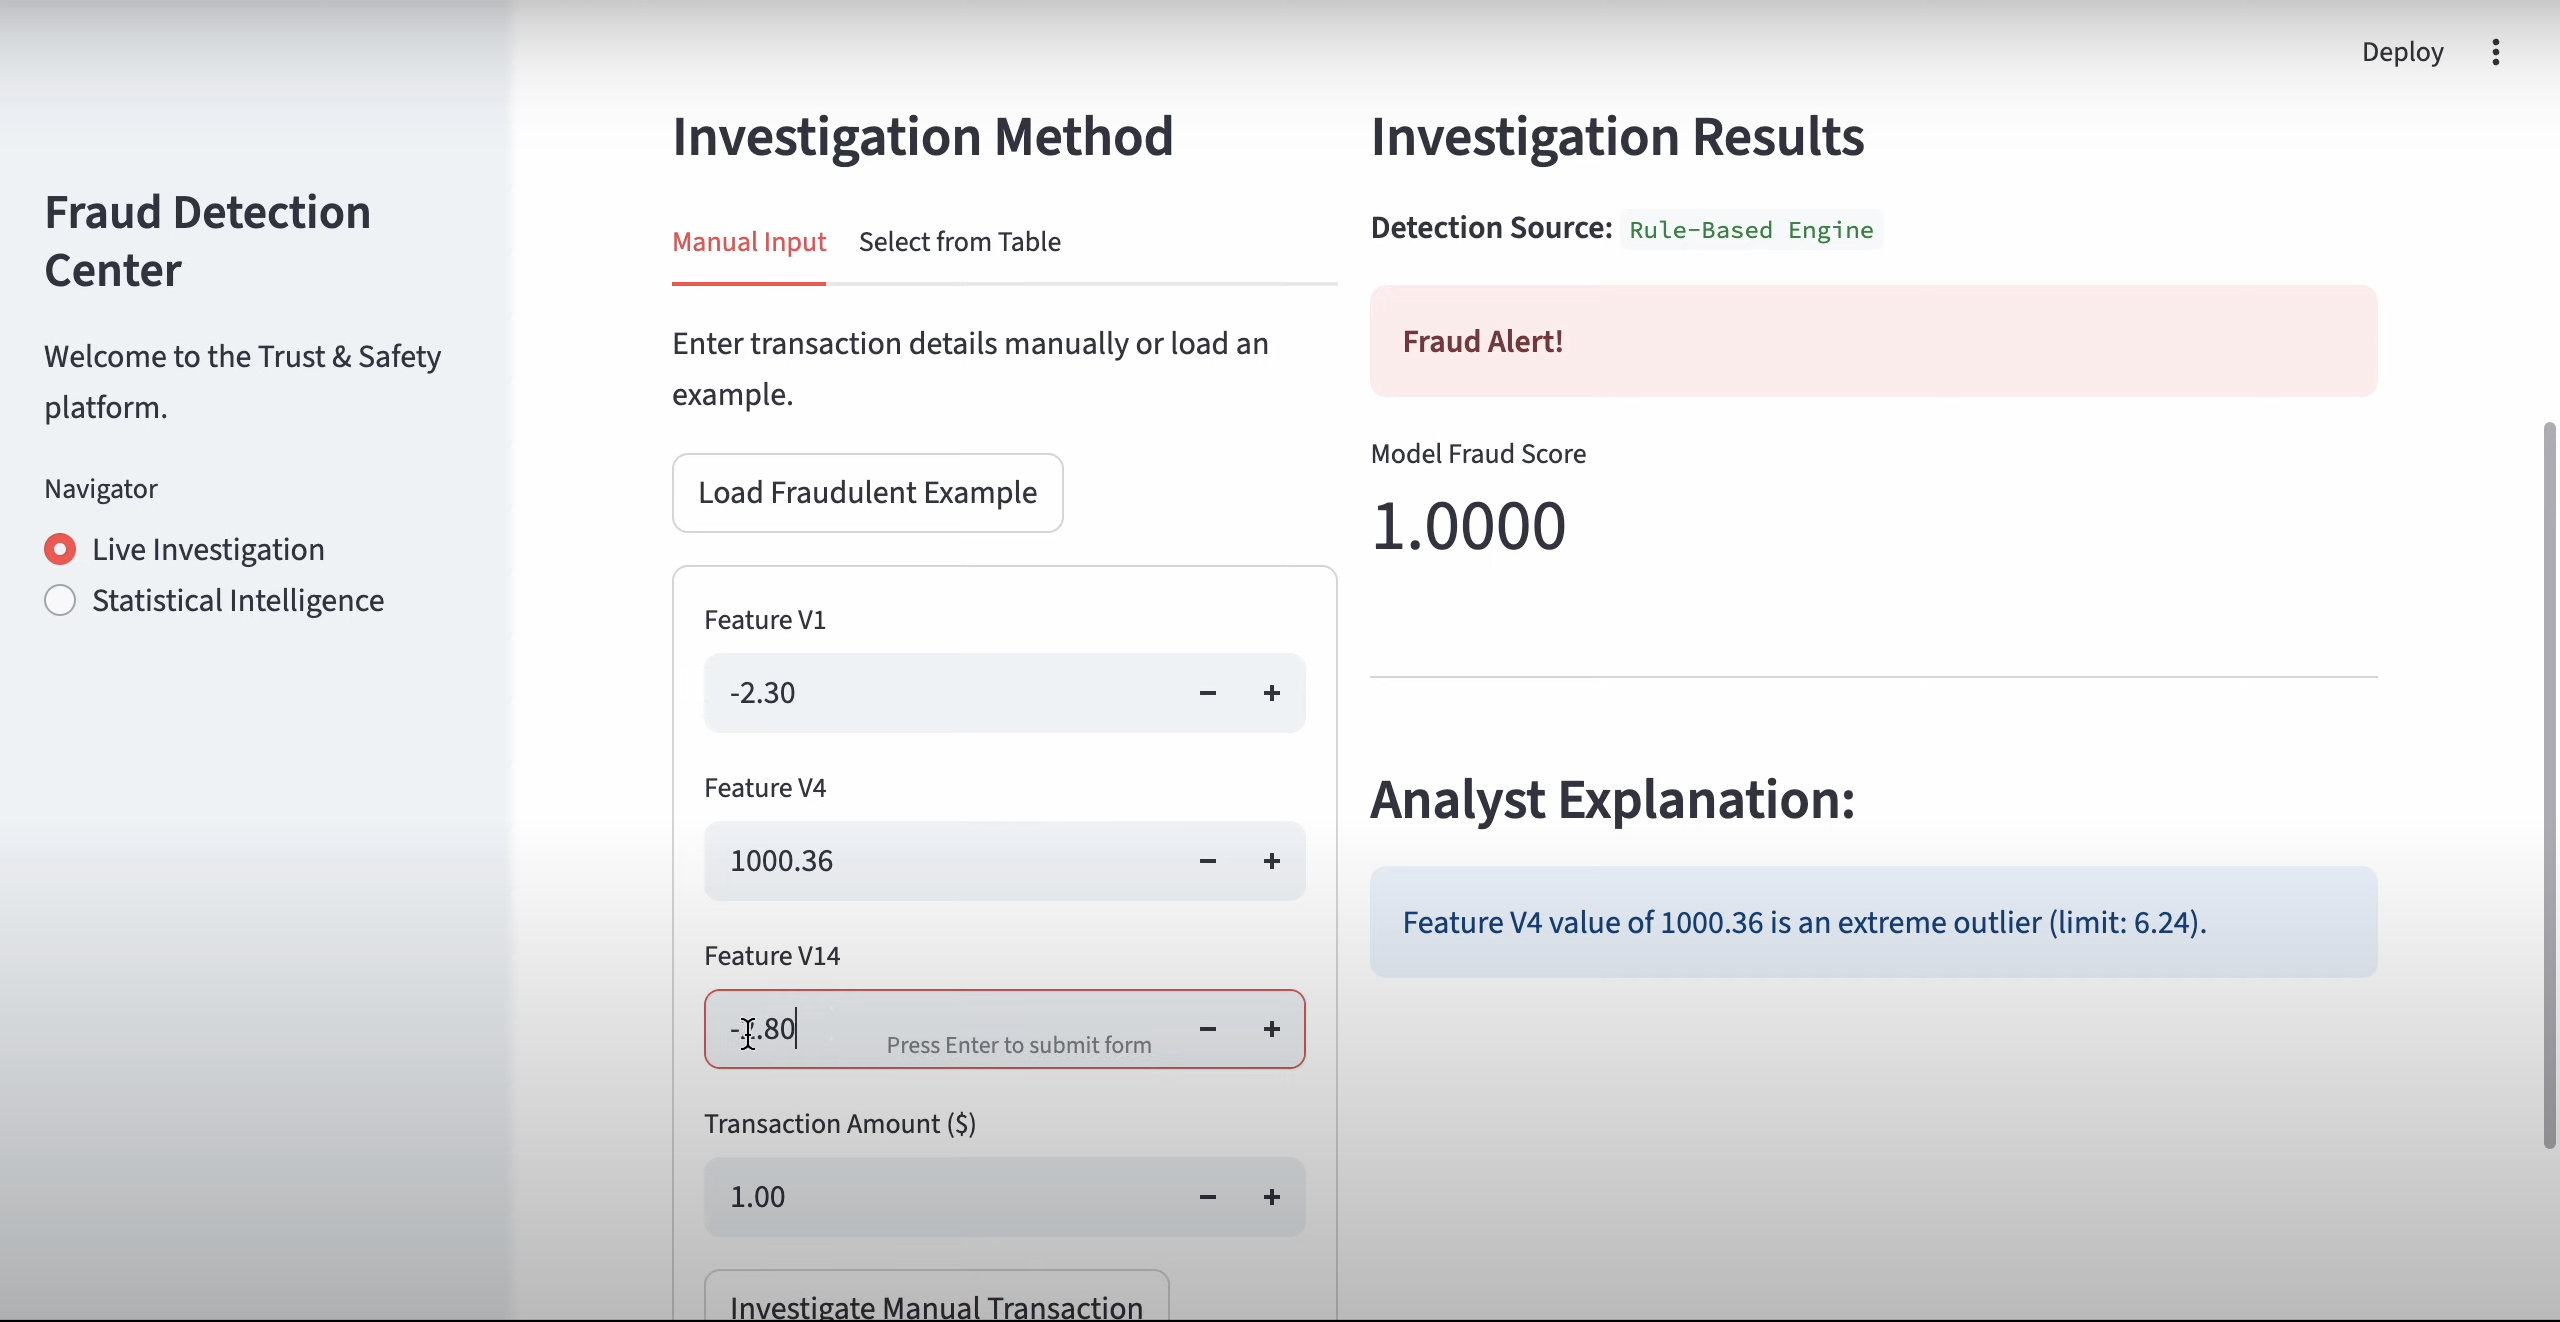 Deploy
Fraud Detection
Center
Welcome to the Trust & Safety
platform.
Navigator
Live Investigation
Statistical Intelligence
Investigation Method
Manual Input
Select from Table
Enter transaction details manually or load an
example.
Load Fraudulent Example
Feature V1
-2.30
Feature V4
1000.36
Feature V14
Press Enter to submit form
Transaction Amount ($)
1.00
Investigate Manual Transaction
Investigation Results
Detection Source: Rule-Based Engine
Fraud Alert!
Model Fraud Score
1.0000
Analyst Explanation:
Feature V4 value of 1000.36 is an extreme outlier (limit: 6.24).